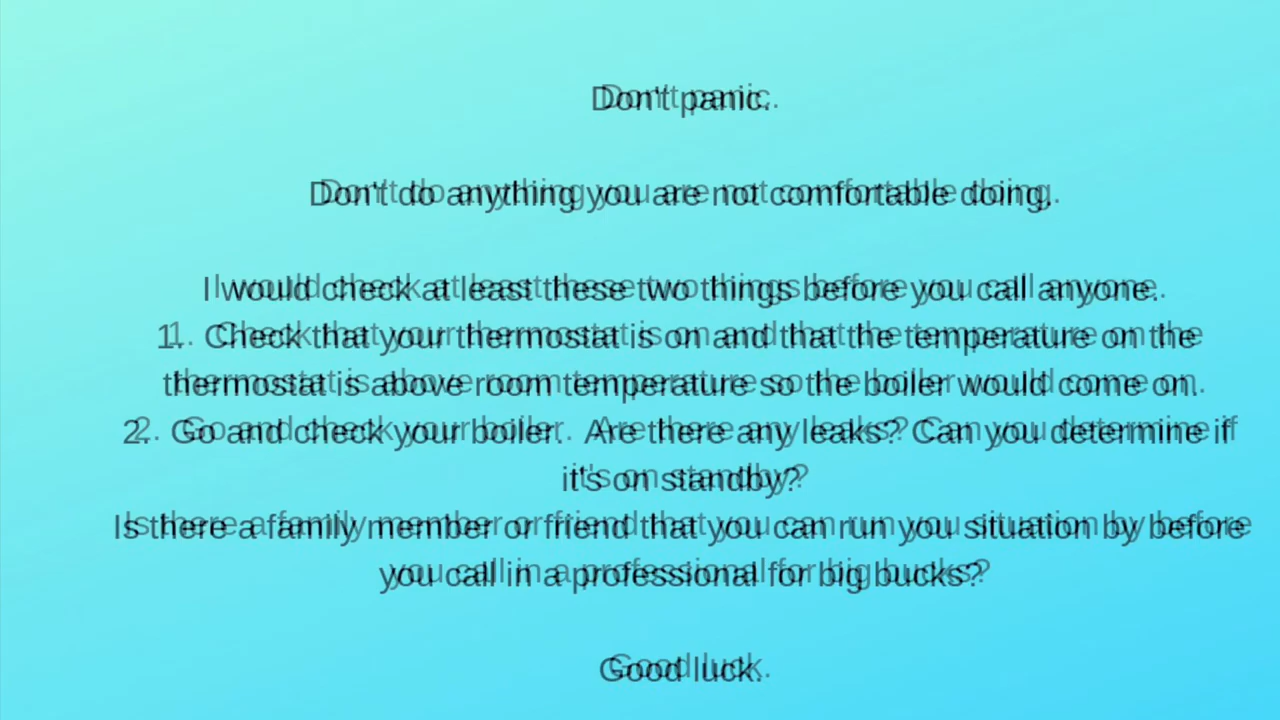 Don't panic.
Don't do anything you are not comfortable doing.
I would check at least these two things before you call anyone.
1.  Check that your thermostat is on and that the temperature on the
thermostat is above room temperature so the boiler would come on.
2.  Go and check your boiler.  Are there any leaks? Can you determine if
it's on standby?
Is there a family member or friend that you can run you situation by before
you call in a professional for big bucks?
Good luck.